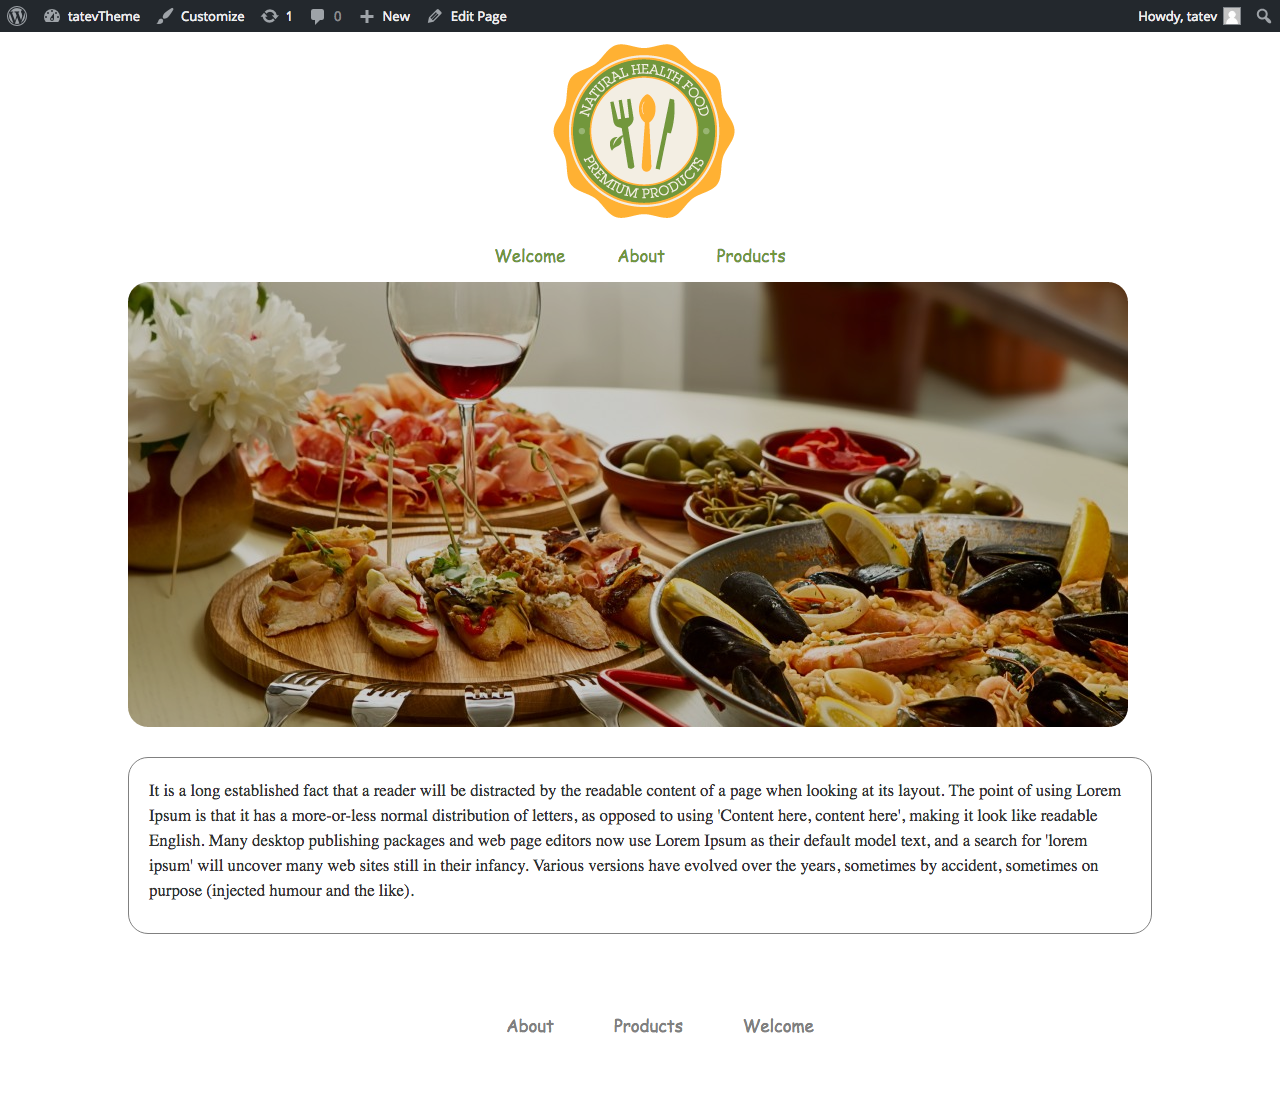 tatevTheme Customize 1 0 New Edit Page Howdy, tatev
NATURAL HEALTH FOOD
PREMIUM PRODUCTS
Welcome About Products
It is a long established fact that a reader will be distracted by the readable content of a page when looking at its layout. The point of using Lorem
Ipsum is that it has a more-or-less normal distribution of letters, as opposed to using 'Content here, content here', making it look like readable
English. Many desktop publishing packages and web page editors now use Lorem Ipsum as their default model text, and a search for 'lorem
ipsum' will uncover many web sites still in their infancy. Various versions have evolved over the years, sometimes by accident, sometimes on
purpose (injected humour and the like).
About Products Welcome